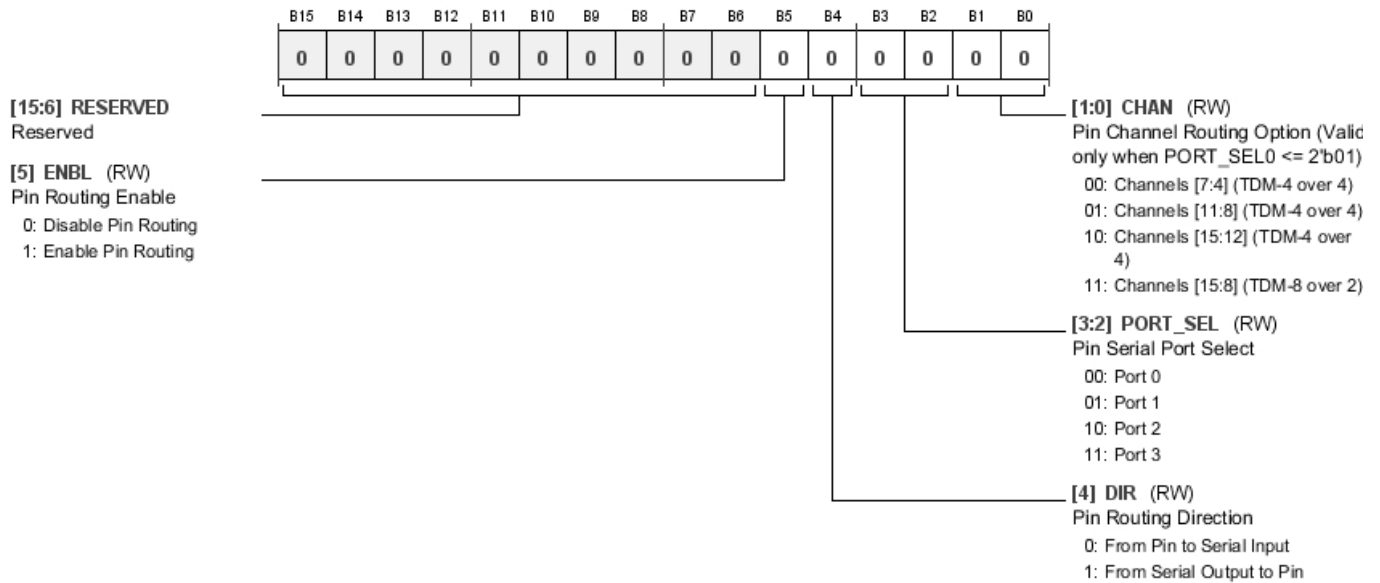 B15 B14 B13 B12 B11 B10 B9 B8 B7 B6 B5 B4 B3 B2 B1 B0
0 0 0 0 0 0 0 0 0 0 0 0 0 0 0 0
[15:6] RESERVED
Reserved
[5] ENBL (RW)
Pin Routing Enable
0: Disable Pin Routing
1: Enable Pin Routing
[1:0] CHAN (RW)
Pin Channel Routing Option (Valid
only when PORT_SEL0 <= 2'b01)
00: Channels [7:4] (TDM-4 over 4)
01: Channels [11:8] (TDM-4 over 4)
10: Channels [15:12] (TDM-4 over
4)
11: Channels [15:8] (TDM-8 over 2)
[3:2] PORT_SEL (RW)
Pin Serial Port Select
00: Port 0
01: Port 1
10: Port 2
11: Port 3
[4] DIR (RW)
Pin Routing Direction
0: From Pin to Serial Input
1: From Serial Output to Pin